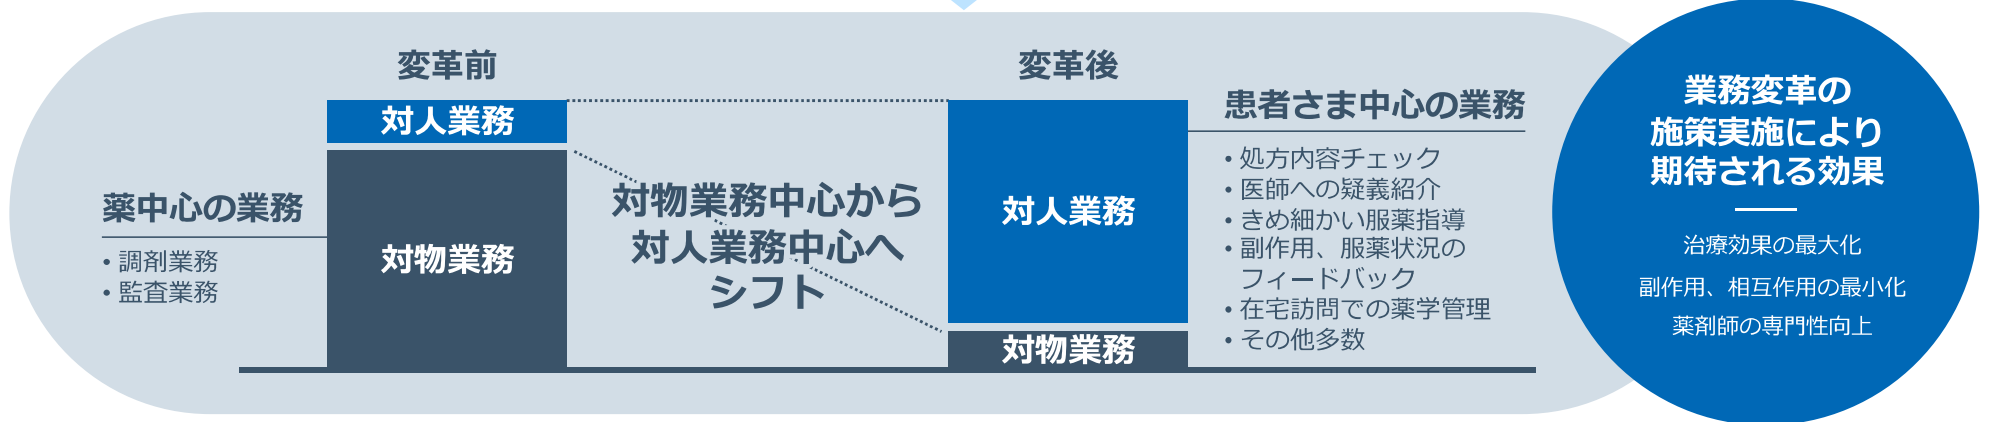 変革前
対人業務
対物業務
薬中心の業務
・調剤業務
・監査業務
対物業務中心から
対人業務中心へ
シフト
変革後
対人業務
対物業務
患者さま中心の業務
・処方内容チェック
・医師への疑義紹介
・きめ細かい服薬指導
・副作用、服薬状況の
フィードバック
・在宅訪問での薬学管理
・その他多数
業務変革の
施策実施により
期待される効果
治療効果の最大化
副作用、相互作用の最小化
薬剤師の専門性向上